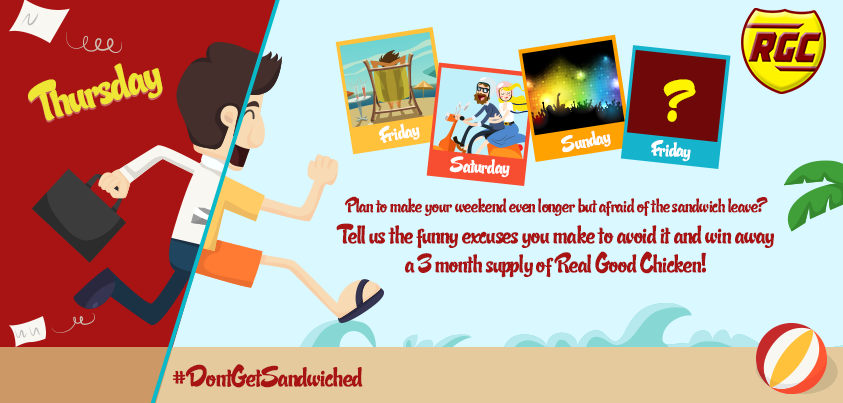 Thursday
Friday
Saturday
Sunday
?
Friday
RGC
Plan to make your weekend even longer but afraid of the sandwich leave?
Tell us the funny excuses you make to avoid it and win away
a 3 month supply of Real Good Chicken!
#DontGetSandwiched